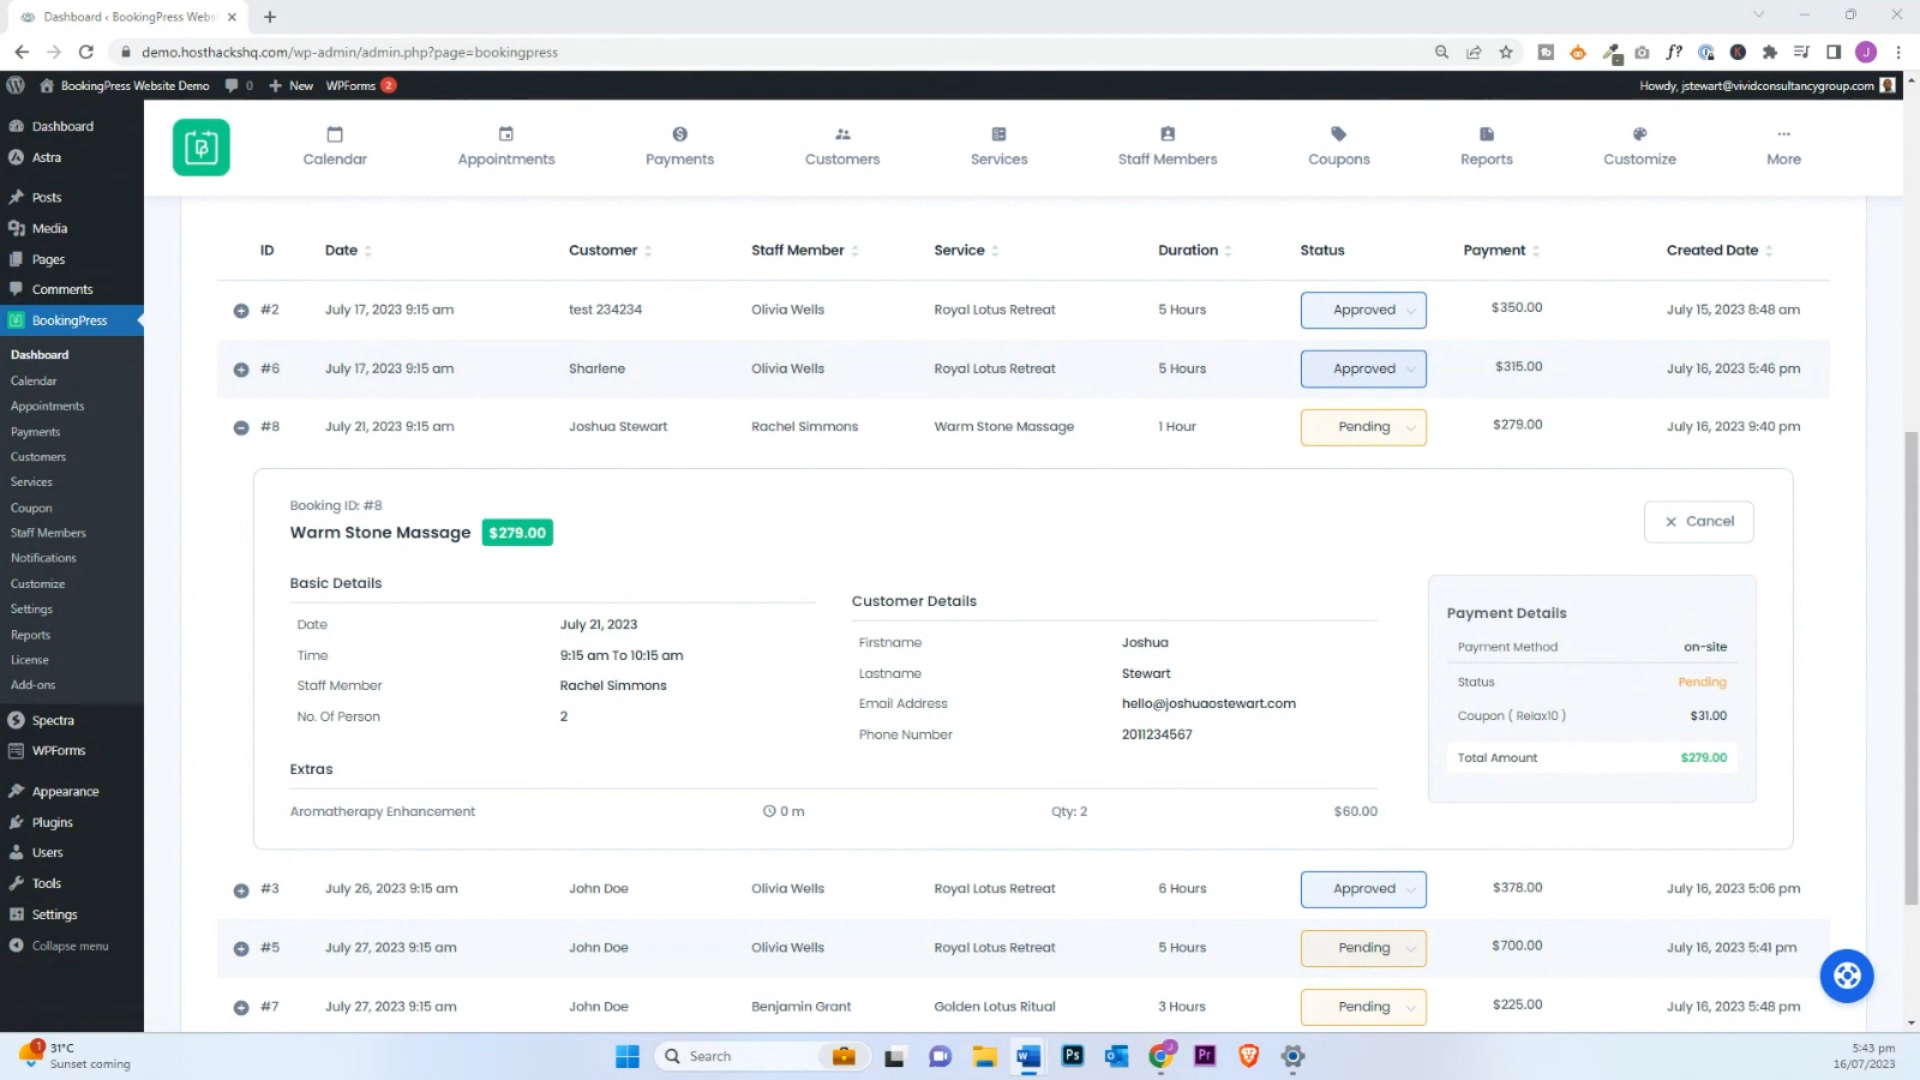 Dashboard ‹ BookingPress Webs
demo.hosthackshq.com/wp-admin/admin.php?page=bookingpress
BookingPress Website Demo 0 New WPForms 2 Howdy, jstewart@vividconsultancygroup.com
Dashboard
Astra
Posts
Media
Pages
Comments
BookingPress
Dashboard
Calendar
Appointments
Payments
Customers
Services
Coupon
Staff Members
Notifications
Customize
Settings
Reports
License
Add-ons
Spectra
WPForms
Appearance
Plugins
Users
Tools
Settings
Collapse menu
Calendar Appointments Payments Customers Services Staff Members Coupons Reports Customize More
ID Date Customer Staff Member Service Duration Status Payment Created Date
#2 July 17, 2023 9:15 am test 234234 Olivia Wells Royal Lotus Retreat 5 Hours Approved $350.00 July 15, 2023 8:48 am
#6 July 17, 2023 9:15 am Sharlene Olivia Wells Royal Lotus Retreat 5 Hours Approved $315.00 July 16, 2023 5:46 pm
#8 July 21, 2023 9:15 am Joshua Stewart Rachel Simmons Warm Stone Massage 1 Hour Pending $279.00 July 16, 2023 9:40 pm
Booking ID: #8
Warm Stone Massage $279.00
Cancel
Basic Details
Date July 21, 2023
Time 9:15 am To 10:15 am
Staff Member Rachel Simmons
No. Of Person 2
Customer Details
Firstname Joshua
Lastname Stewart
Email Address hello@joshuaostewart.com
Phone Number 2011234567
Payment Details
Payment Method on-site
Status Pending
Coupon ( Relax10 ) $31.00
Total Amount $279.00
Extras
Aromatherapy Enhancement 0 m Qty: 2 $60.00
#3 July 26, 2023 9:15 am John Doe Olivia Wells Royal Lotus Retreat 6 Hours Approved $378.00 July 16, 2023 5:06 pm
#5 July 27, 2023 9:15 am John Doe Olivia Wells Royal Lotus Retreat 5 Hours Pending $700.00 July 16, 2023 5:41 pm
#7 July 27, 2023 9:15 am John Doe Benjamin Grant Golden Lotus Ritual 3 Hours Pending $225.00 July 16, 2023 5:48 pm
1 31°C
Sunset coming
Search
5:43 pm
16/07/2023